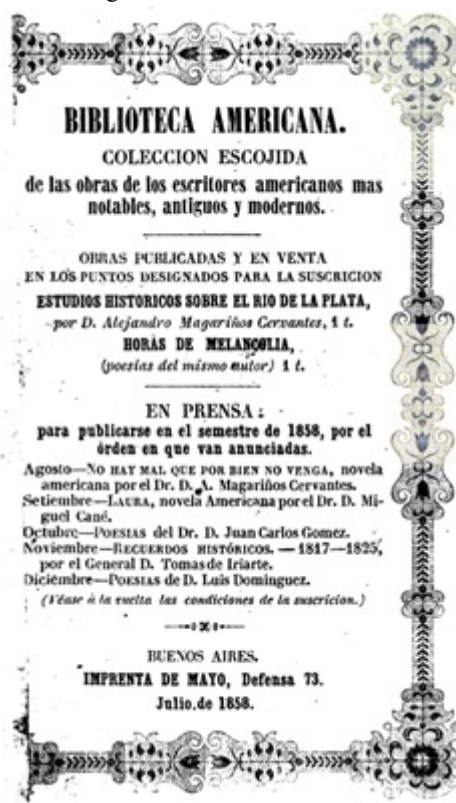 BIBLIOTECA AMERICANA.
COLECCION ESCOJIDA
de las obras de los escritores americanos mas
notables, antiguos y modernos.
OBRAS PUBLICADAS Y EN VENTA
EN LOS PUNTOS DESIGNADOS PARA LA SUSCRICION
ESTUDIOS HISTORICOS SOBRE EL RIO DE LA PLATA,
por D. Alejandro Magariños Cervantes, 1 t.
HORAS DE MELANCOLIA,
(poesias del mismo autor) 1 t.
EN PRENSA:
para publicarse en el semestre de 1858, por el
órden en que van anunciadas.
Agosto—NO HAY MAL QUE POR BIEN NO VENGA, novela
americana por el Dr. D. A. Magariños Cervantes.
Setiembre—LAURA, novela Americana por el Dr. D. Mi-
guel Cané.
Octubre—POESIAS del Dr. D. Juan Carlos Gomez.
Noviembre—RECUERDOS HISTÓRICOS.—1817—1825,
por el General D. Tomas de Iriarte.
Diciembre—POESIAS de D. Luis Dominguez.
(Véase á la vuelta las condiciones de la suscricion.)
BUENOS AIRES.
IMPRENTA DE MAYO, Defensa 73.
Julio de 1858.